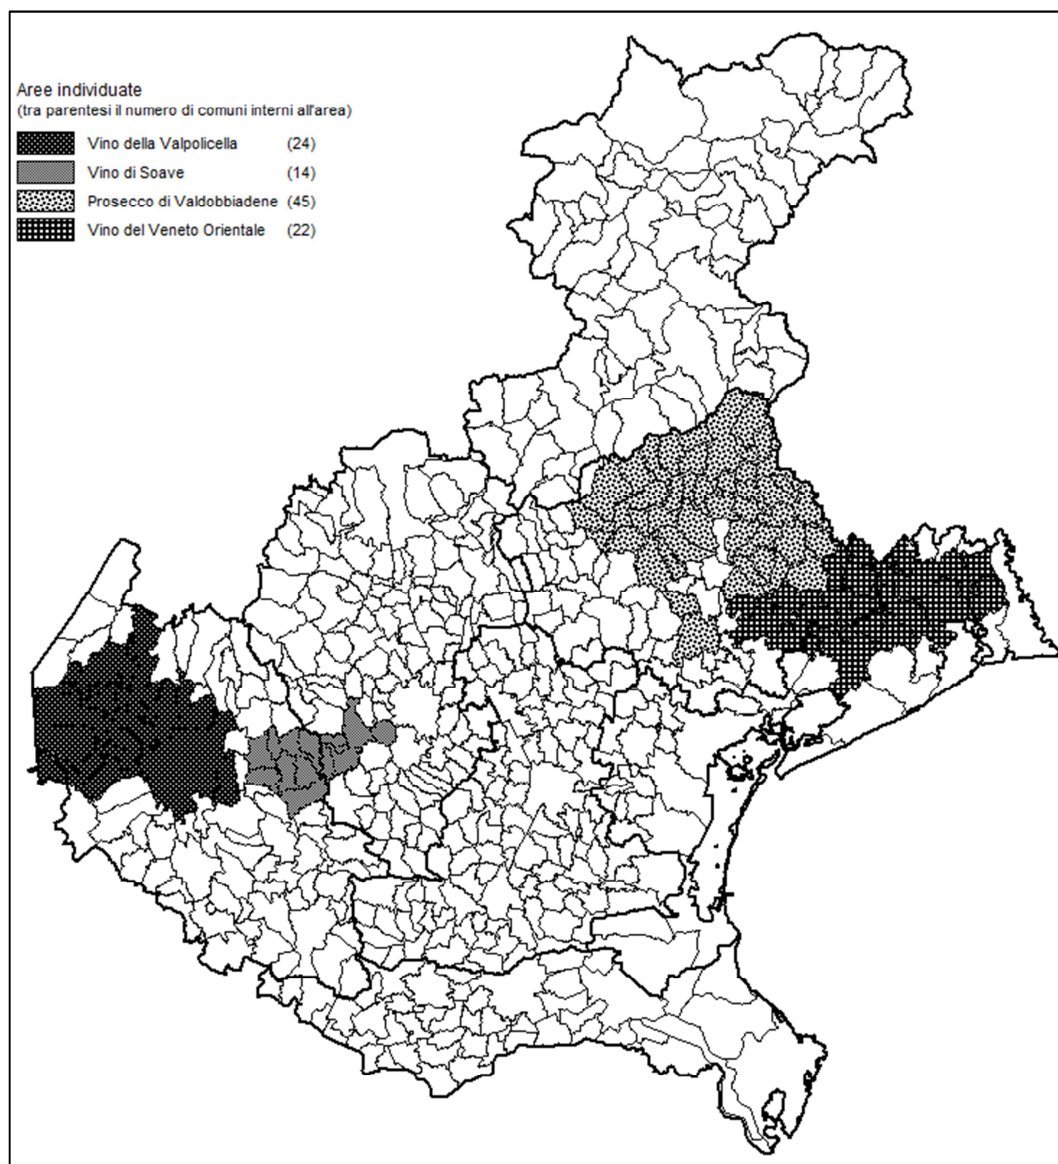 Aree individuate
(tra parentesi il numero di comuni interni all'area)
Vino della Valpolicella (24)
Vino di Soave (14)
Prosecco di Valdobbiadene (45)
Vino del Veneto Orientale (22)